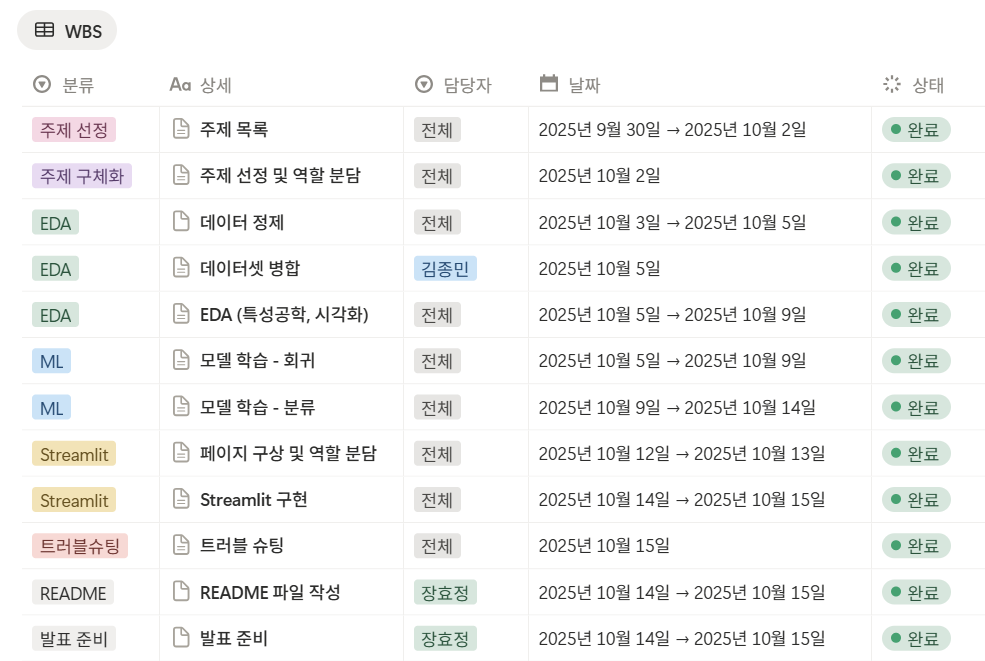 WBS
분류 Aa 상세 담당자 날짜 상태
주제 선정 주제 목록 전체 2025년 9월 30일 → 2025년 10월 2일 완료
주제 구체화 주제 선정 및 역할 분담 전체 2025년 10월 2일 완료
EDA 데이터 정제 전체 2025년 10월 3일 → 2025년 10월 5일 완료
EDA 데이터셋 병합 김종민 2025년 10월 5일 완료
EDA EDA (특성공학, 시각화) 전체 2025년 10월 5일 → 2025년 10월 9일 완료
ML 모델 학습 - 회귀 전체 2025년 10월 5일 → 2025년 10월 9일 완료
ML 모델 학습 - 분류 전체 2025년 10월 9일 → 2025년 10월 14일 완료
Streamlit 페이지 구상 및 역할 분담 전체 2025년 10월 12일 → 2025년 10월 13일 완료
Streamlit Streamlit 구현 전체 2025년 10월 14일 → 2025년 10월 15일 완료
트러블슈팅 트러블 슈팅 전체 2025년 10월 15일 완료
README README 파일 작성 장효정 2025년 10월 14일 → 2025년 10월 15일 완료
발표 준비 발표 준비 장효정 2025년 10월 14일 → 2025년 10월 15일 완료